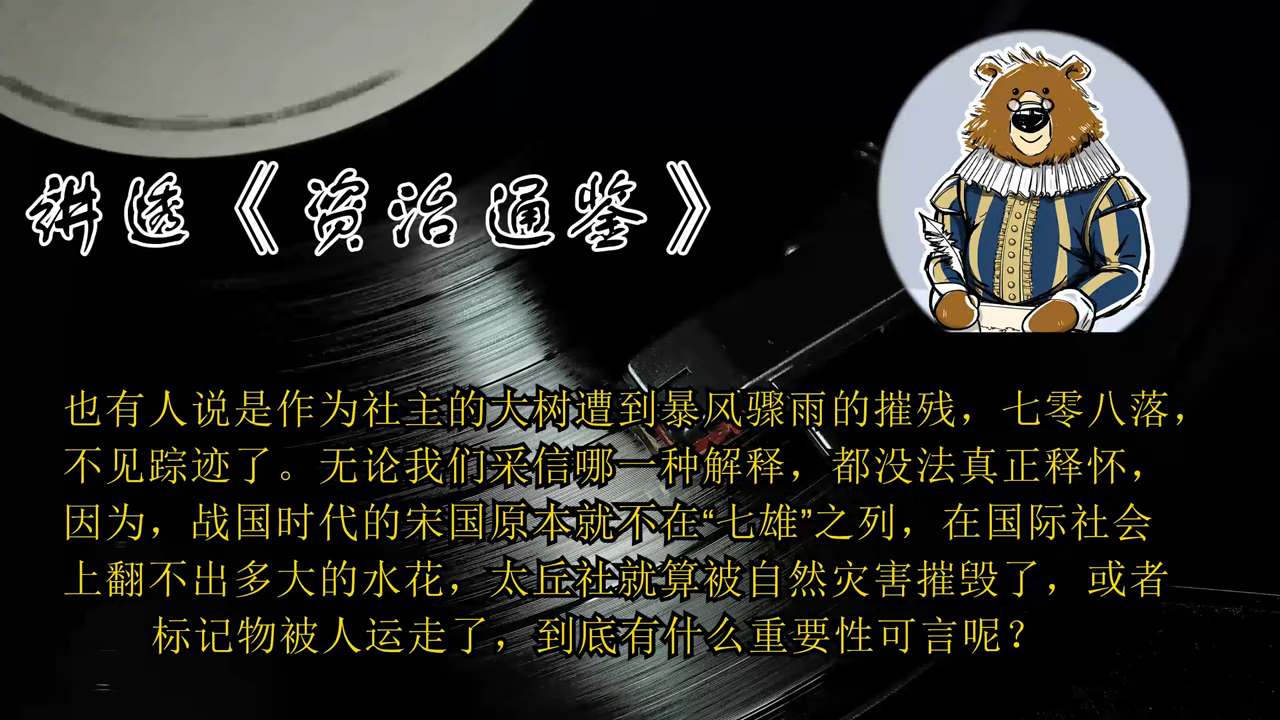 讲透《资治通鉴》
也有人说是作为社主的大树遭到暴风骤雨的摧残，七零八落，
不见踪迹了。无论我们采信哪一种解释，都没法真正释怀，
因为，战国时代的宋国原本就不在“七雄”之列，在国际社会
上翻不出多大的水花，太丘社就算被自然灾害摧毁了，或者
标记物被人运走了，到底有什么重要性可言呢？